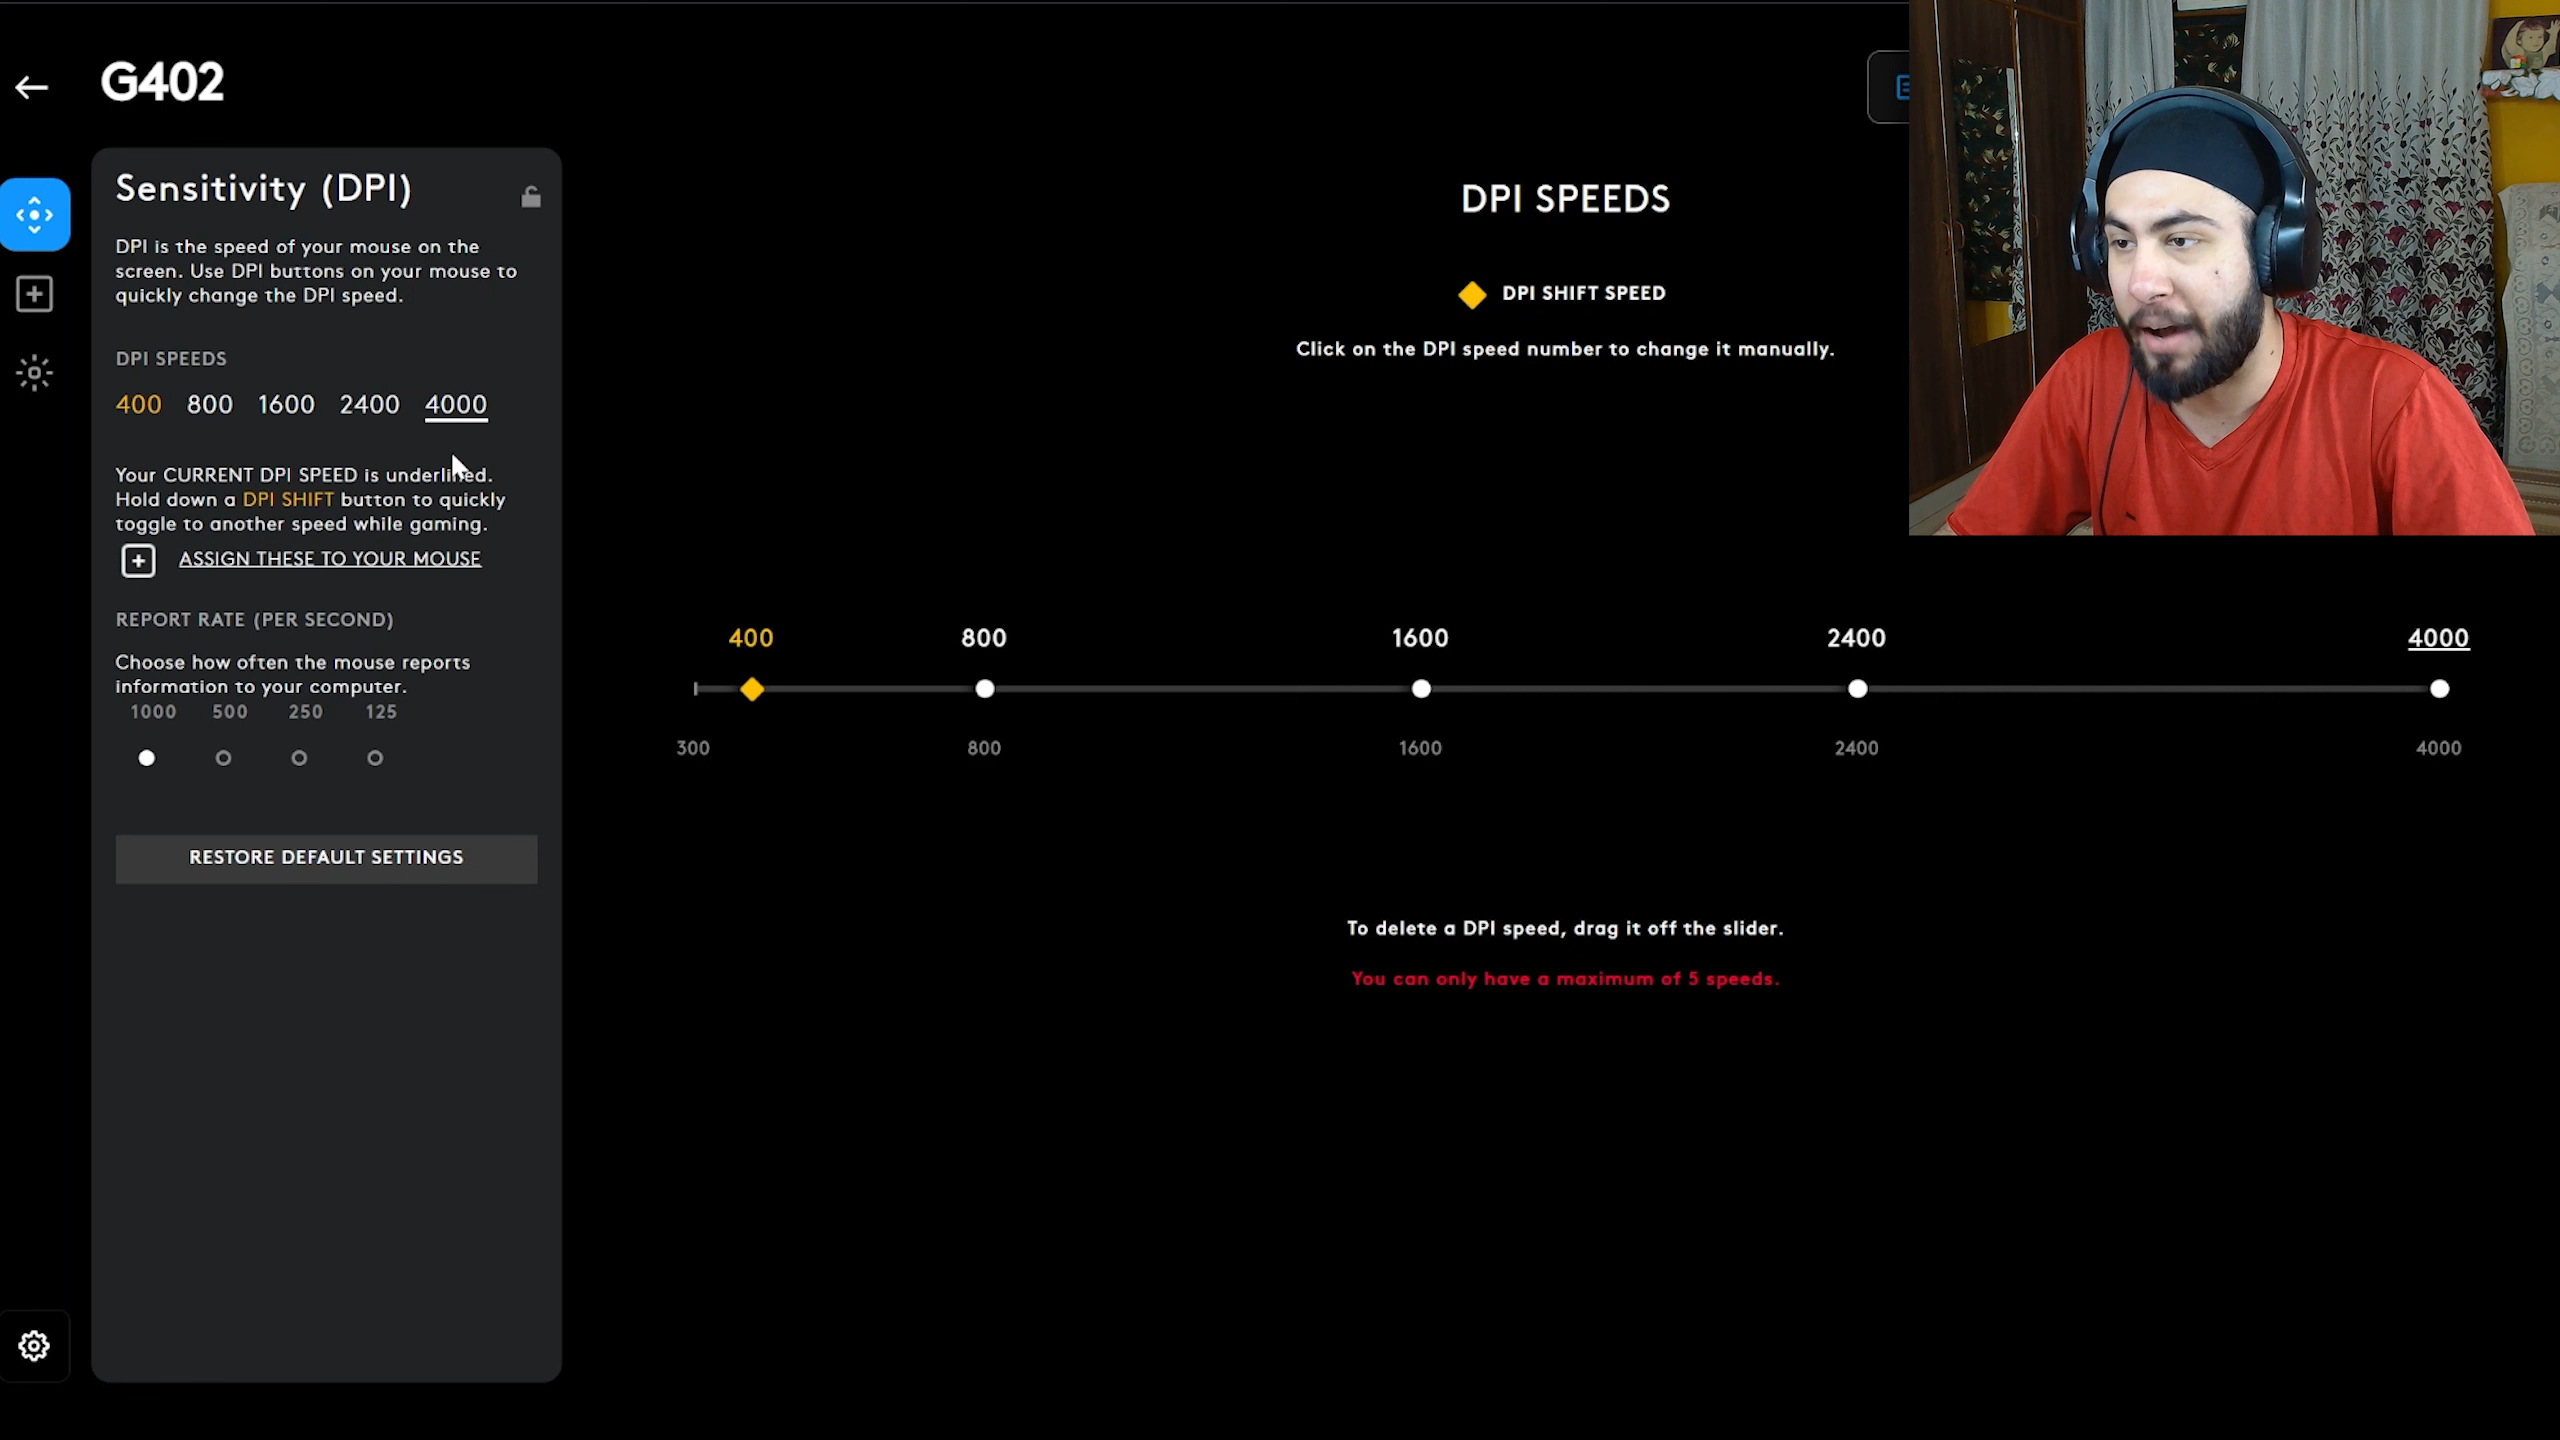 G402
Sensitivity (DPI)
DPI is the speed of your mouse on the
screen. Use DPI buttons on your mouse to
quickly change the DPI speed.
DPI SPEEDS
400 800 1600 2400 4000
Your CURRENT DPI SPEED is underlined.
Hold down a DPI SHIFT button to quickly
toggle to another speed while gaming.
ASSIGN THESE TO YOUR MOUSE
REPORT RATE (PER SECOND)
Choose how often the mouse reports
information to your computer.
1000 500 250 125
RESTORE DEFAULT SETTINGS
DPI SPEEDS
DPI SHIFT SPEED
Click on the DPI speed number to change it manually.
400 800 1600 2400 4000
300 800 1600 2400 4000
To delete a DPI speed, drag it off the slider.
You can only have a maximum of 5 speeds.